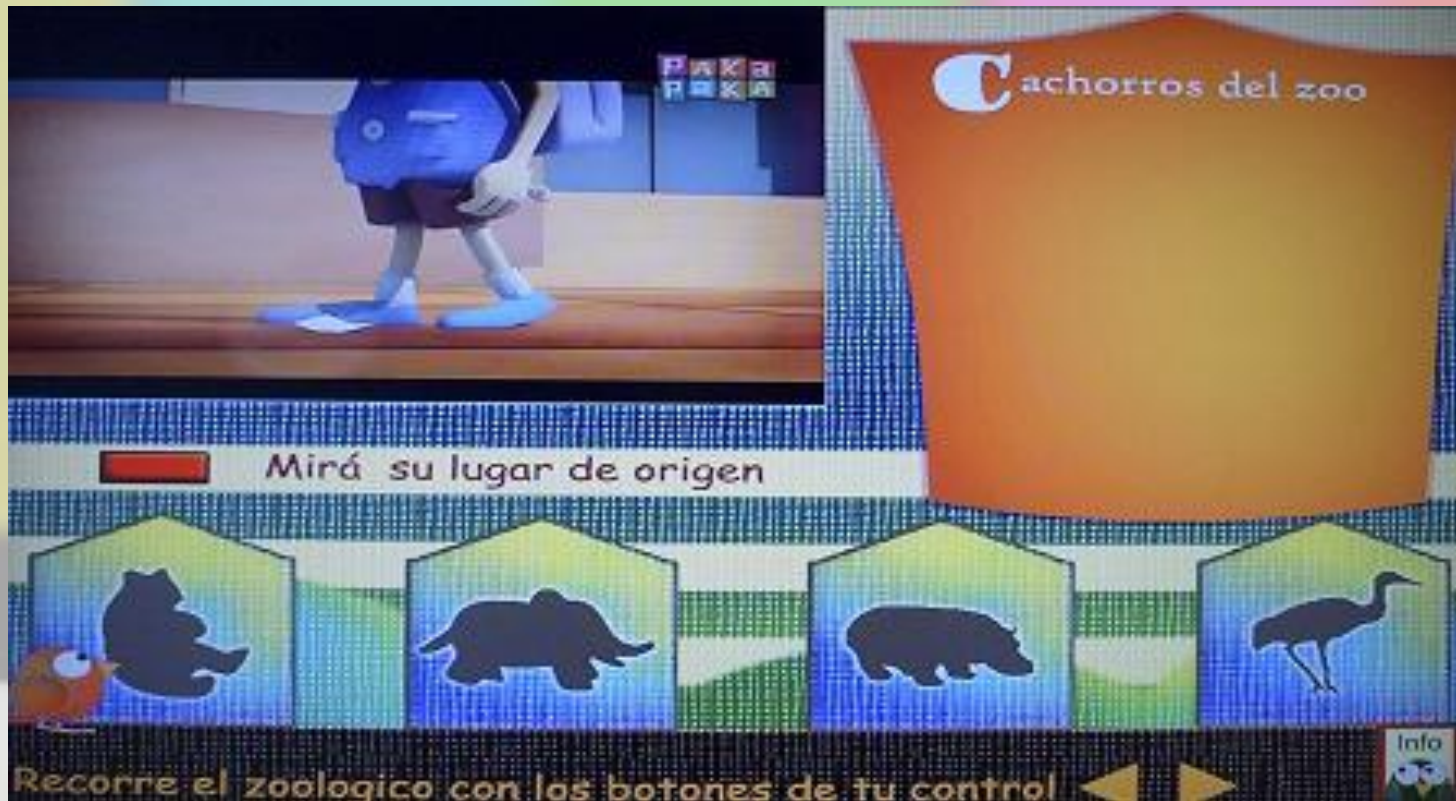 PAKa
PaKA
Cachorros del zoo
Mirá su lugar de origen
Info
Recorre el zoologico con los botones de tu control